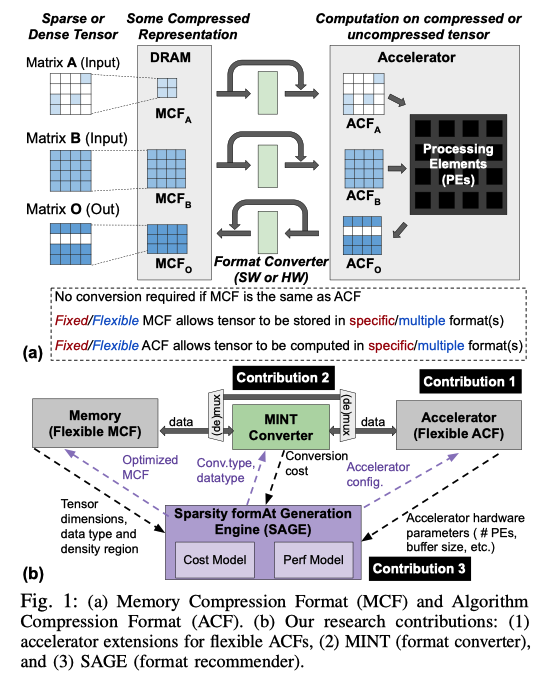 Sparse or
Dense Tensor
Some Compressed
Representation
Computation on compressed or
uncompressed tensor
Matrix A (Input)
DRAM
Accelerator
MCFA
ACFA
Matrix B (Input)
MCFB
ACFB
Processing
Elements
(PEs)
Matrix O (Out)
MCFO
Format Converter
(SW or HW)
ACFO
No conversion required if MCF is the same as ACF
Fixed/Flexible MCF allows tensor to be stored in specific/multiple format(s)
Fixed/Flexible ACF allows tensor to be computed in specific/multiple format(s)
(a)
Contribution 2
Contribution 1
Memory
(Flexible MCF)
data
(de)mux
MINT
Converter
(de)mux
data
Accelerator
(Flexible ACF)
Optimized
MCF
Conv.type,
datatype
Conversion
cost
Accelerator
config.
Tensor
dimensions,
data type and
density region
Sparsity formAt Generation
Engine (SAGE)
Cost Model
Perf Model
Accelerator hardware
parameters ( # PEs,
buffer size, etc.)
Contribution 3
(b)
Fig. 1: (a) Memory Compression Format (MCF) and Algorithm
Compression Format (ACF). (b) Our research contributions: (1)
accelerator extensions for flexible ACFs, (2) MINT (format converter),
and (3) SAGE (format recommender).